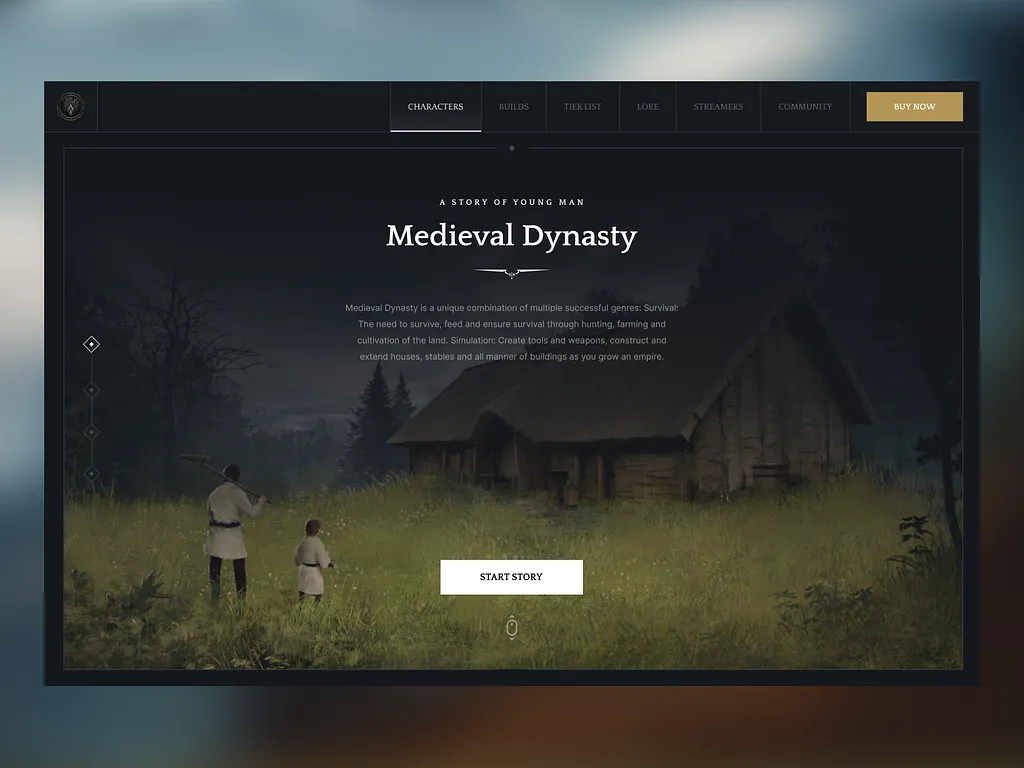 CHARACTERS
BUILDS
TIER LIST
LORE
STREAMERS
COMMUNITY
BUY NOW
A STORY OF YOUNG MAN
Medieval Dynasty
Medieval Dynasty is a unique combination of multiple successful genres: Survival:
The need to survive, feed and ensure survival through hunting, farming and
cultivation of the land. Simulation: Create tools and weapons, construct and
extend houses, stables and all manner of buildings as you grow an empire.
START STORY